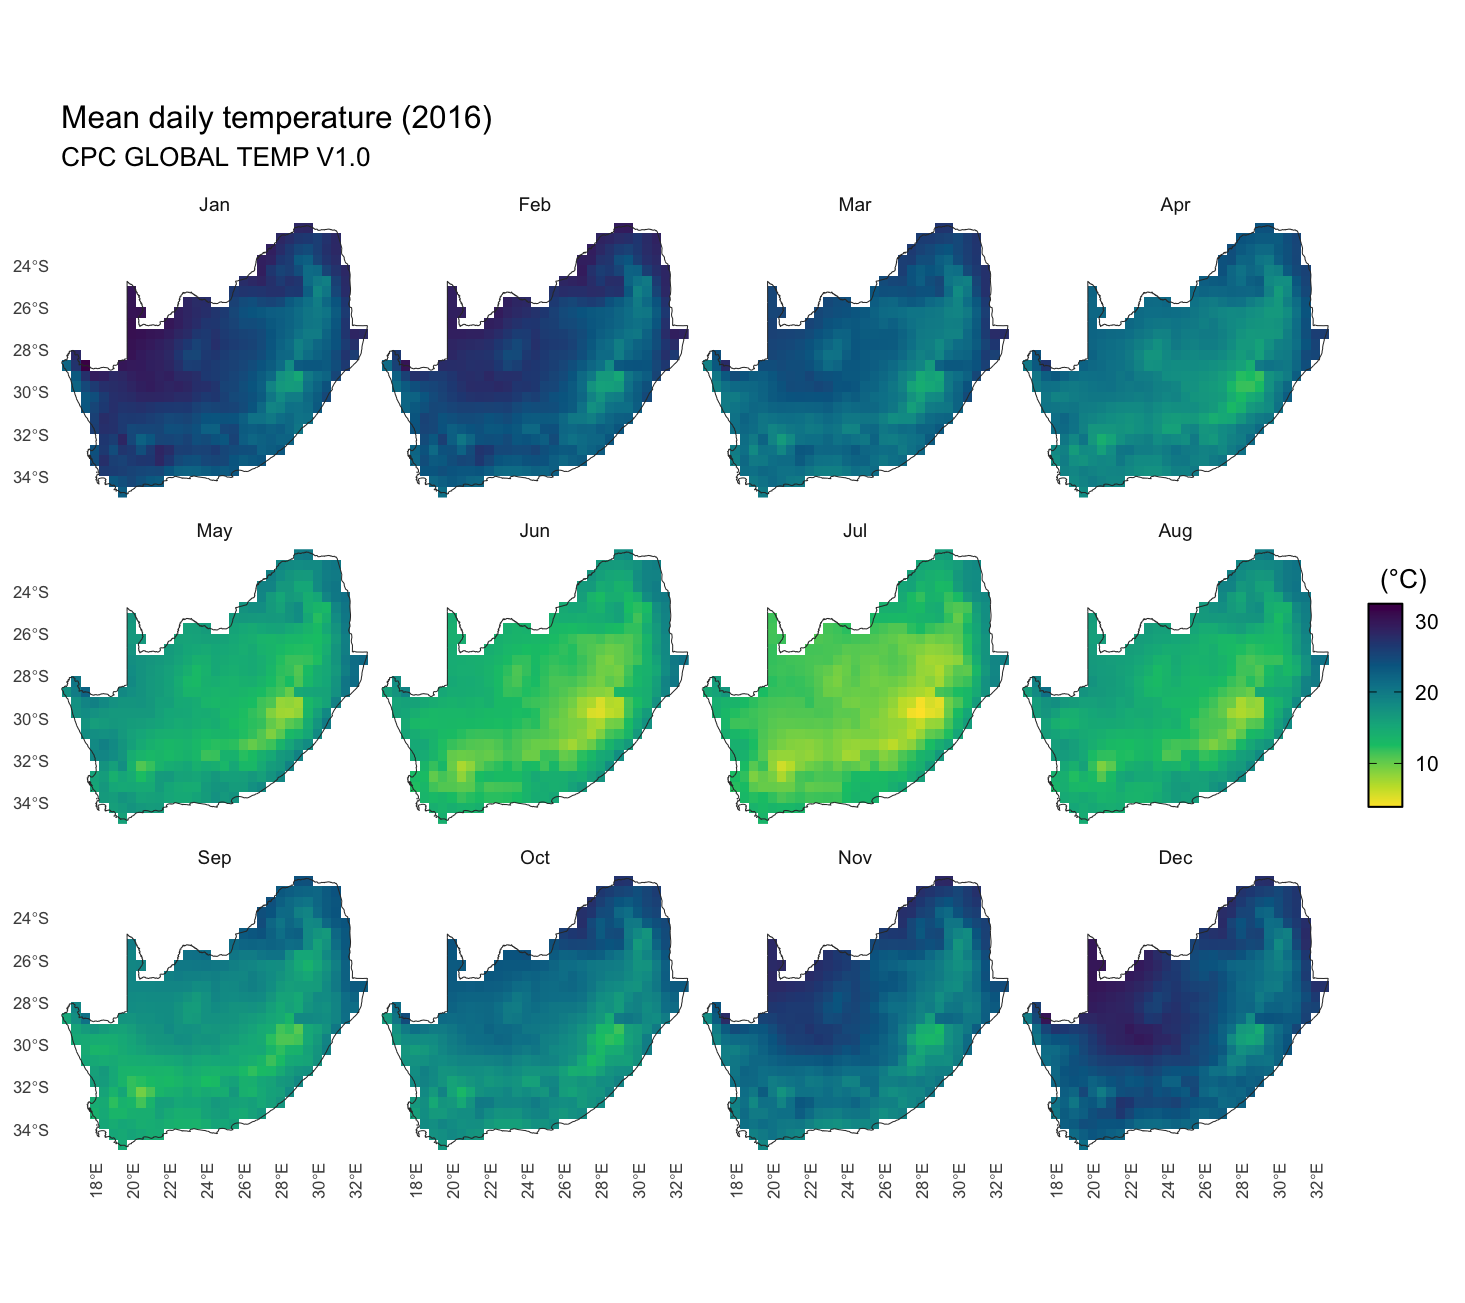 Mean daily temperature (2016)
CPC GLOBAL TEMP V1.0
Jan Feb Mar Apr
24°S
26°S
28°S
30°S
32°S
34°S
May Jun Jul Aug
24°S
26°S
28°S
30°S
32°S
34°S
(°C)
30
20
10
Sep Oct Nov Dec
24°S
26°S
28°S
30°S
32°S
34°S
18°E 20°E 22°E 24°E 26°E 28°E 30°E 32°E 18°E 20°E 22°E 24°E 26°E 28°E 30°E 32°E 18°E 20°E 22°E 24°E 26°E 28°E 30°E 32°E 18°E 20°E 22°E 24°E 26°E 28°E 30°E 32°E